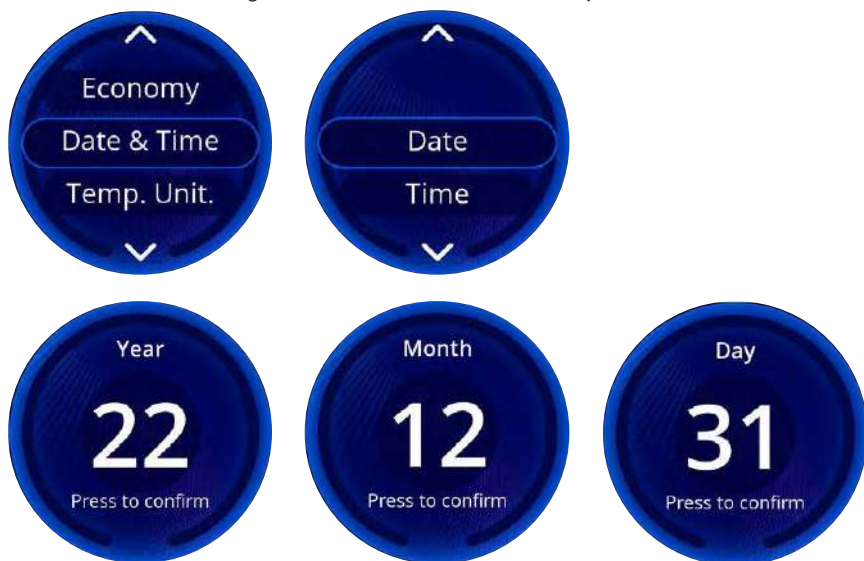 Economy
Date & Time
Temp. Unit.
Date
Time
Year
22
Press to confirm
Month
12
Press to confirm
Day
31
Press to confirm